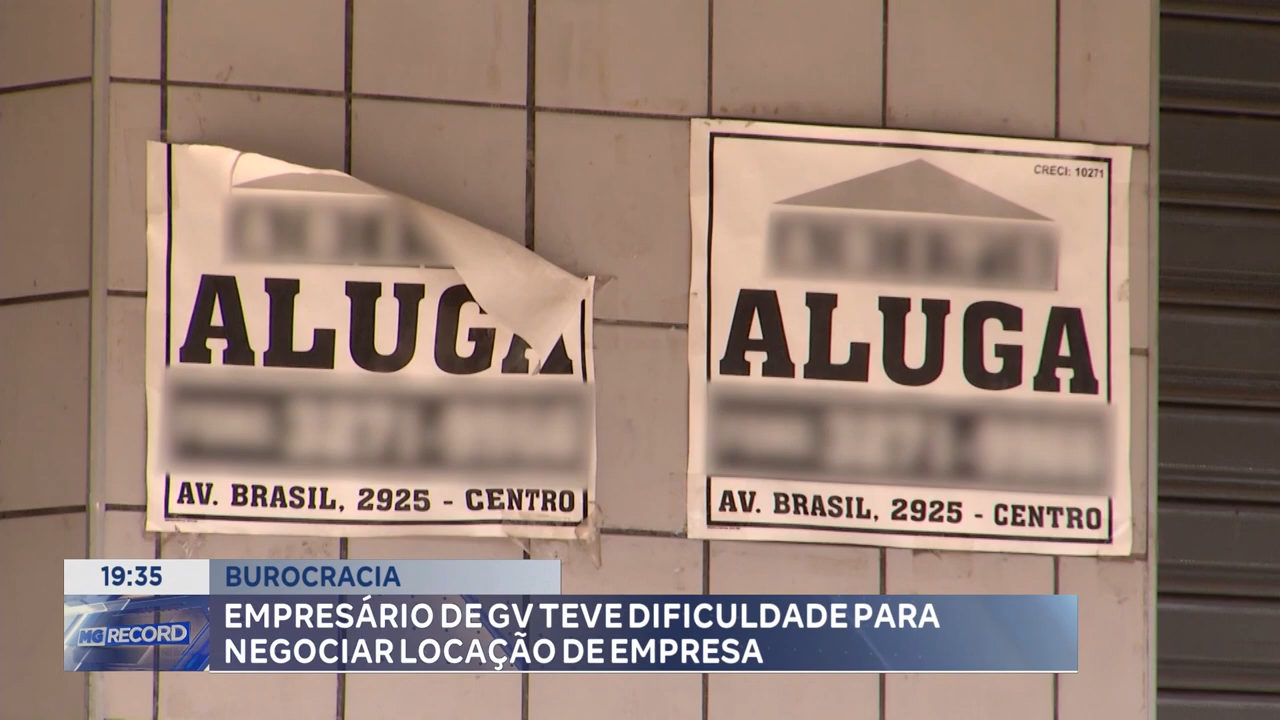 ALUGA
AV. BRASIL, 2925 - CENTRO
CRECI: 10271
ALUGA
AV. BRASIL, 2925 - CENTRO
19:35 BUROCRACIA
MG RECORD
EMPRESÁRIO DE GV TEVE DIFICULDADE PARA
NEGOCIAR LOCAÇÃO DE EMPRESA